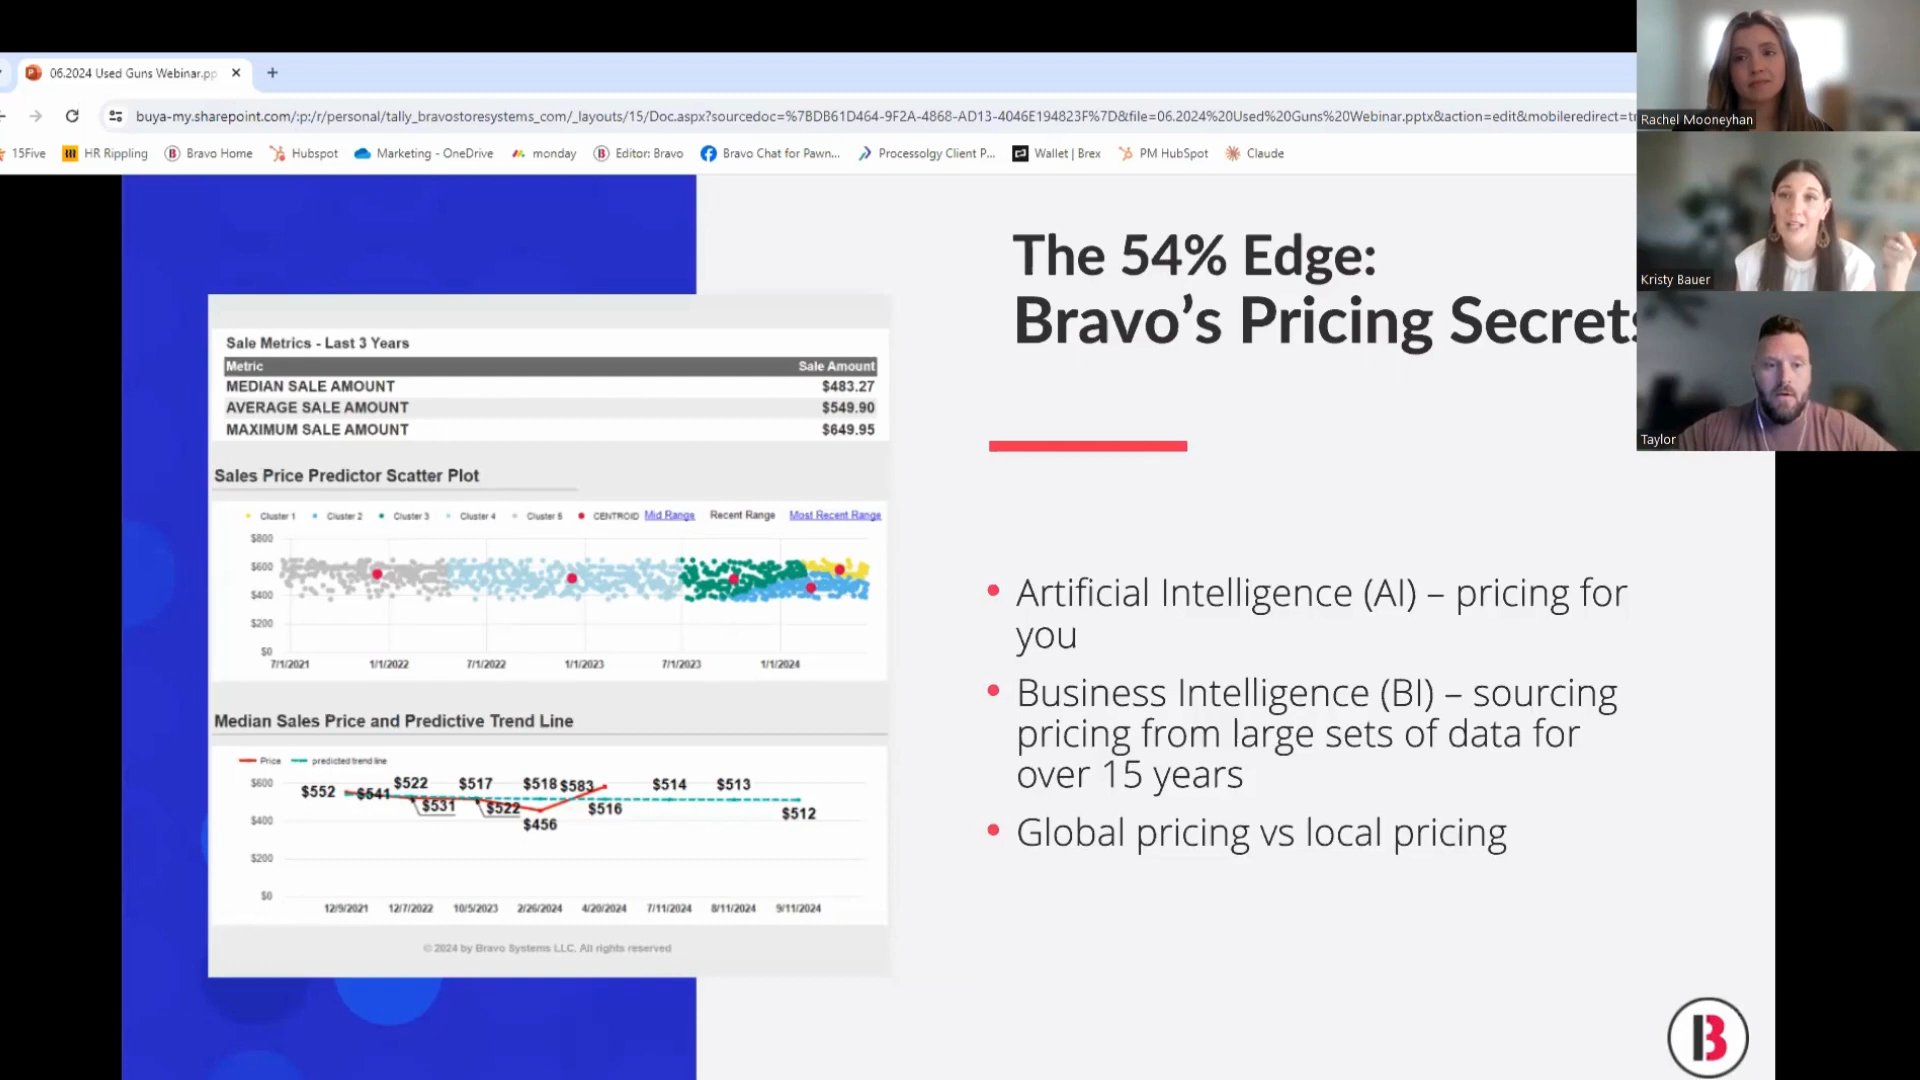 06.2024 Used Guns Webinar.pp
buya-my.sharepoint.com/:p:/r/personal/tally_bravostoresystems_com/_layouts/15/Doc.aspx?sourcedoc=%7BDB61D464-9F2A-4868-AD13-4046E194823F%7D&file=06.2024%20Used%20Guns%20Webinar.pptx&action=edit&mobileredirect=tr
15Five HR Rippling Bravo Home Hubspot Marketing - OneDrive monday Editor: Bravo Bravo Chat for Pawn... Processolgy Client P... Wallet | Brex PM HubSpot Claude
Rachel Mooneyhan
Kristy Bauer
Taylor
The 54% Edge:
Bravo's Pricing Secrets
Sale Metrics - Last 3 Years
Metric Sale Amount
MEDIAN SALE AMOUNT $483.27
AVERAGE SALE AMOUNT $549.90
MAXIMUM SALE AMOUNT $649.95
Sales Price Predictor Scatter Plot
Cluster 1 Cluster 2 Cluster 3 Cluster 4 Cluster 5 CENTROID Mid Range Recent Range Most Recent Range
$800
$600
$400
$200
$0
7/1/2021 1/1/2022 7/1/2022 1/1/2023 7/1/2023 1/1/2024
Median Sales Price and Predictive Trend Line
Price predicted trend line
$600
$400
$200
$0
$552 $541 $522 $531 $517 $522 $518 $456 $583 $516 $514 $513 $512
12/9/2021 12/7/2022 10/5/2023 2/26/2024 4/20/2024 7/11/2024 8/11/2024 9/11/2024
© 2024 by Bravo Systems LLC. All rights reserved
• Artificial Intelligence (AI) – pricing for
you
• Business Intelligence (BI) – sourcing
pricing from large sets of data for
over 15 years
• Global pricing vs local pricing
B